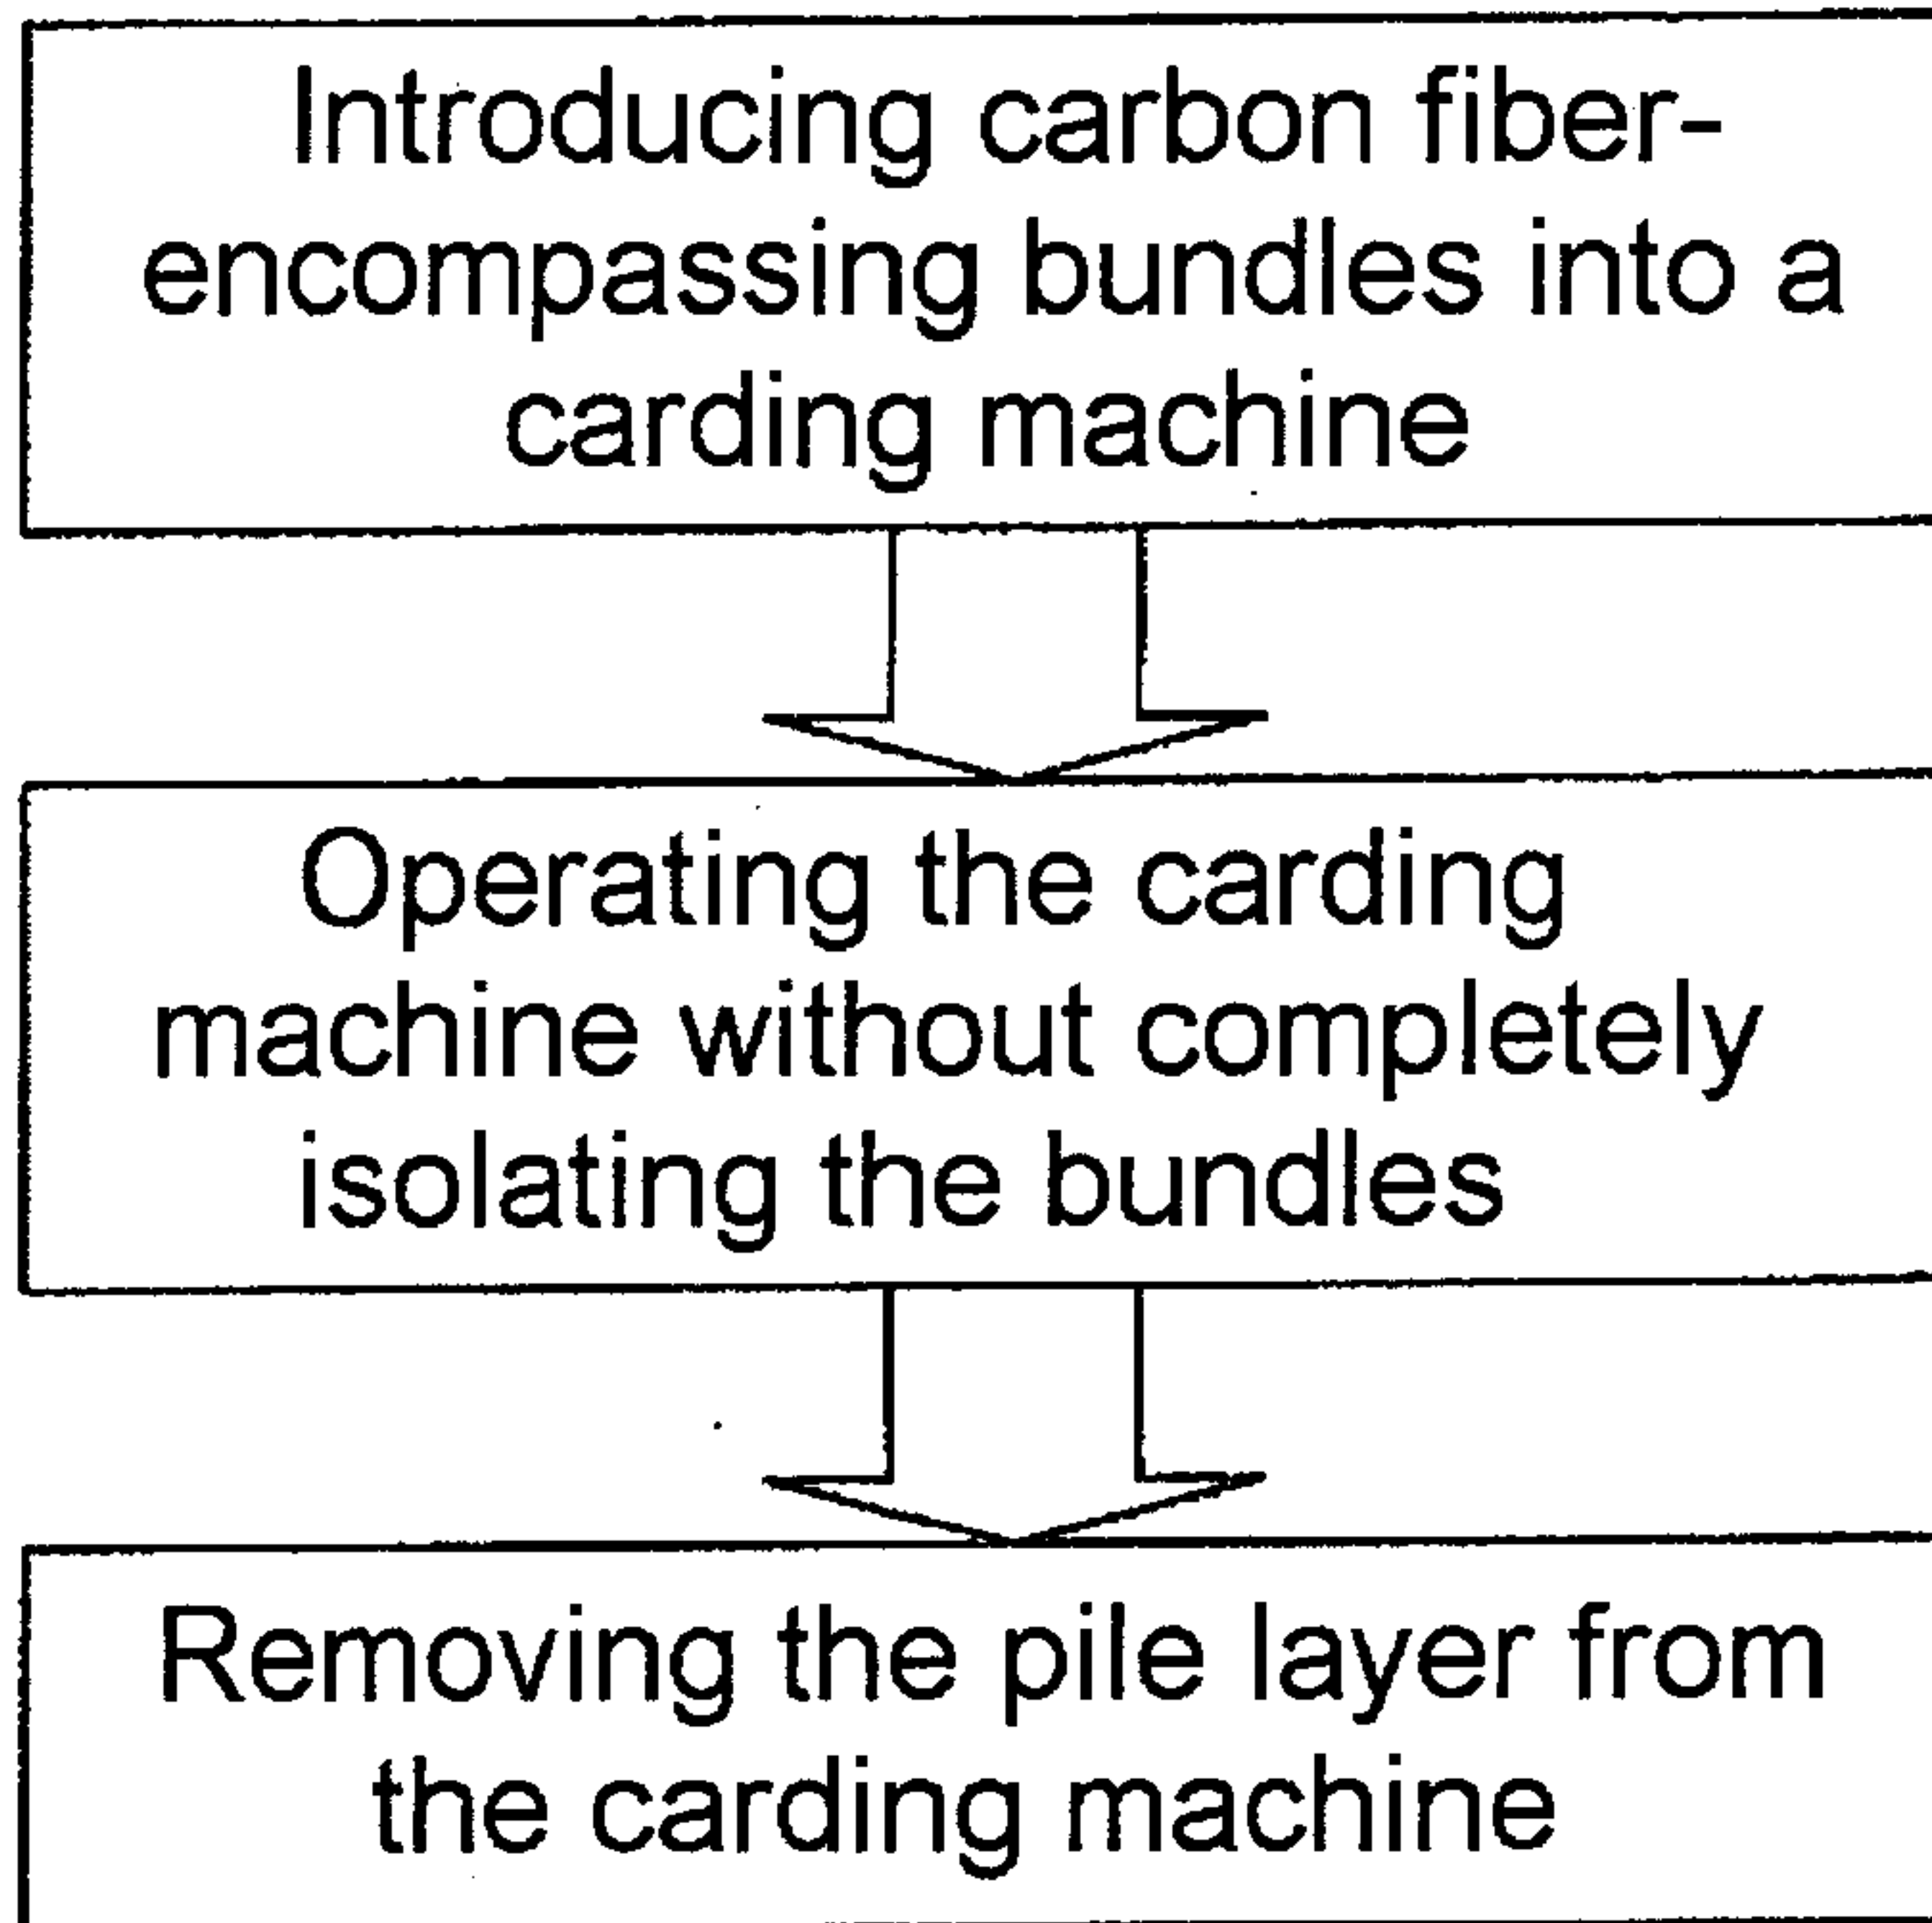 Introducing carbon fiber-
encompassing bundles into a
carding machine
Operating the carding
machine without completely
isolating the bundles
Removing the pile layer from
the carding machine